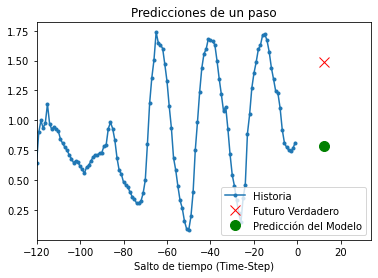 Predicciones de un paso
1.75
1.50
1.25
1.00
0.75
0.50
0.25
−120 −100 −80 −60 −40 −20 0 20
Salto de tiempo (Time-Step)
Historia
Futuro Verdadero
Predicción del Modelo